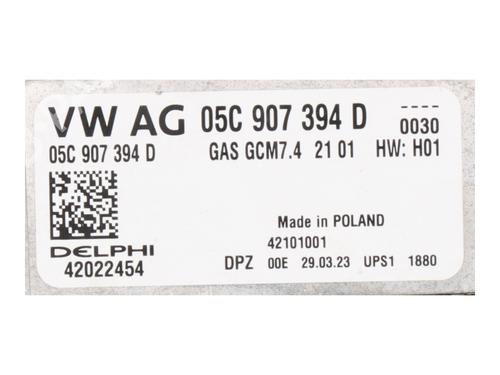 VW AG 05C 907 394 D
----
0030
05C 907 394 D GAS GCM7.4 21 01 HW: H01
Made in POLAND
42101001
DELPHI
42022454
DPZ 00E 29.03.23 UPS1 1880